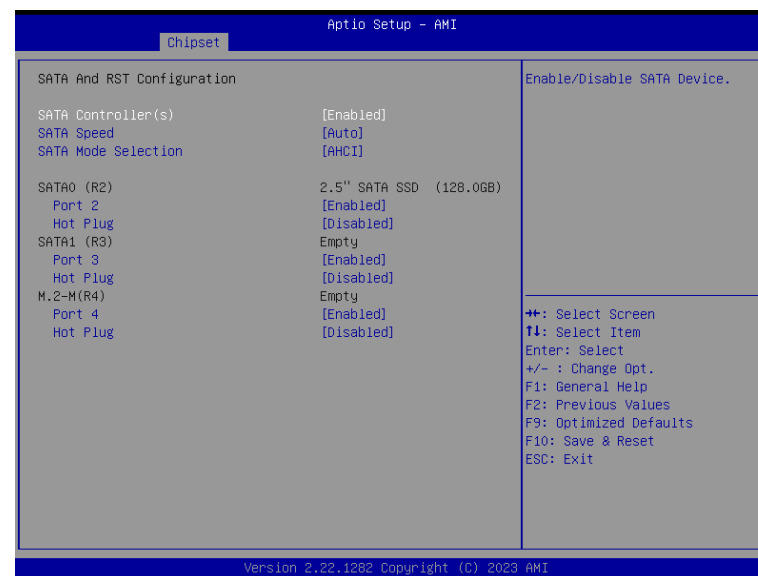 Aptio Setup – AMI
Chipset
SATA And RST Configuration
SATA Controller(s) [Enabled]
SATA Speed [Auto]
SATA Mode Selection [AHCI]
SATA0 (R2) 2.5'' SATA SSD (128.0GB)
Port 2 [Enabled]
Hot Plug [Disabled]
SATA1 (R3) Empty
Port 3 [Enabled]
Hot Plug [Disabled]
M.2–M(R4) Empty
Port 4 [Enabled]
Hot Plug [Disabled]
Enable/Disable SATA Device.
→←: Select Screen
↑↓: Select Item
Enter: Select
+/– : Change Opt.
F1: General Help
F2: Previous Values
F9: Optimized Defaults
F10: Save & Reset
ESC: Exit
Version 2.22.1282 Copyright (C) 2023 AMI